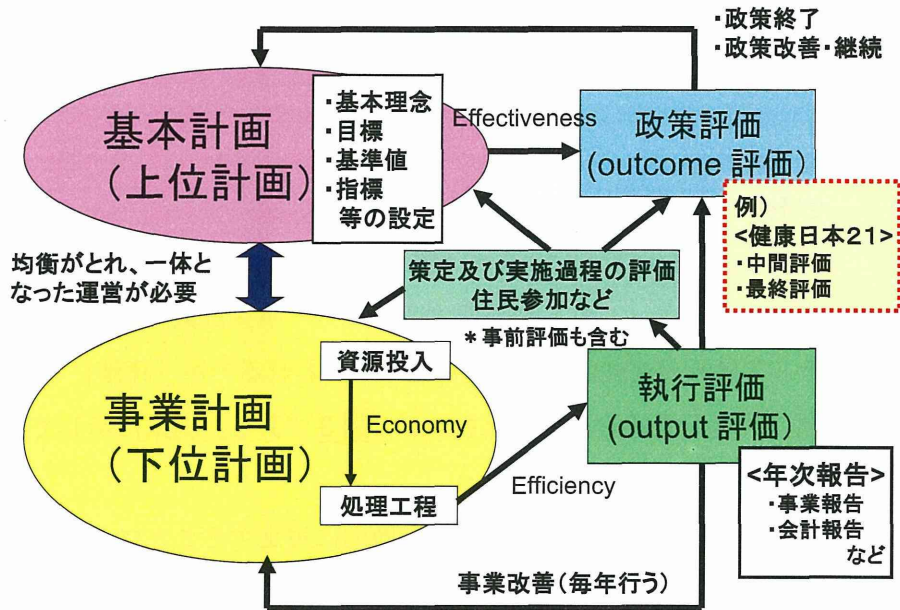 ・政策終了
・政策改善・継続
基本計画
（上位計画）
・基本理念
・目標
・基準値
・指標
等の設定
Effectiveness
政策評価
(outcome 評価)
例）
<健康日本２１>
・中間評価
・最終評価
均衡がとれ、一体と
なった運営が必要
策定及び実施過程の評価
住民参加など
＊事前評価も含む
事業計画
（下位計画）
資源投入
Economy
処理工程
Efficiency
執行評価
(output 評価)
<年次報告>
・事業報告
・会計報告
など
事業改善（毎年行う）